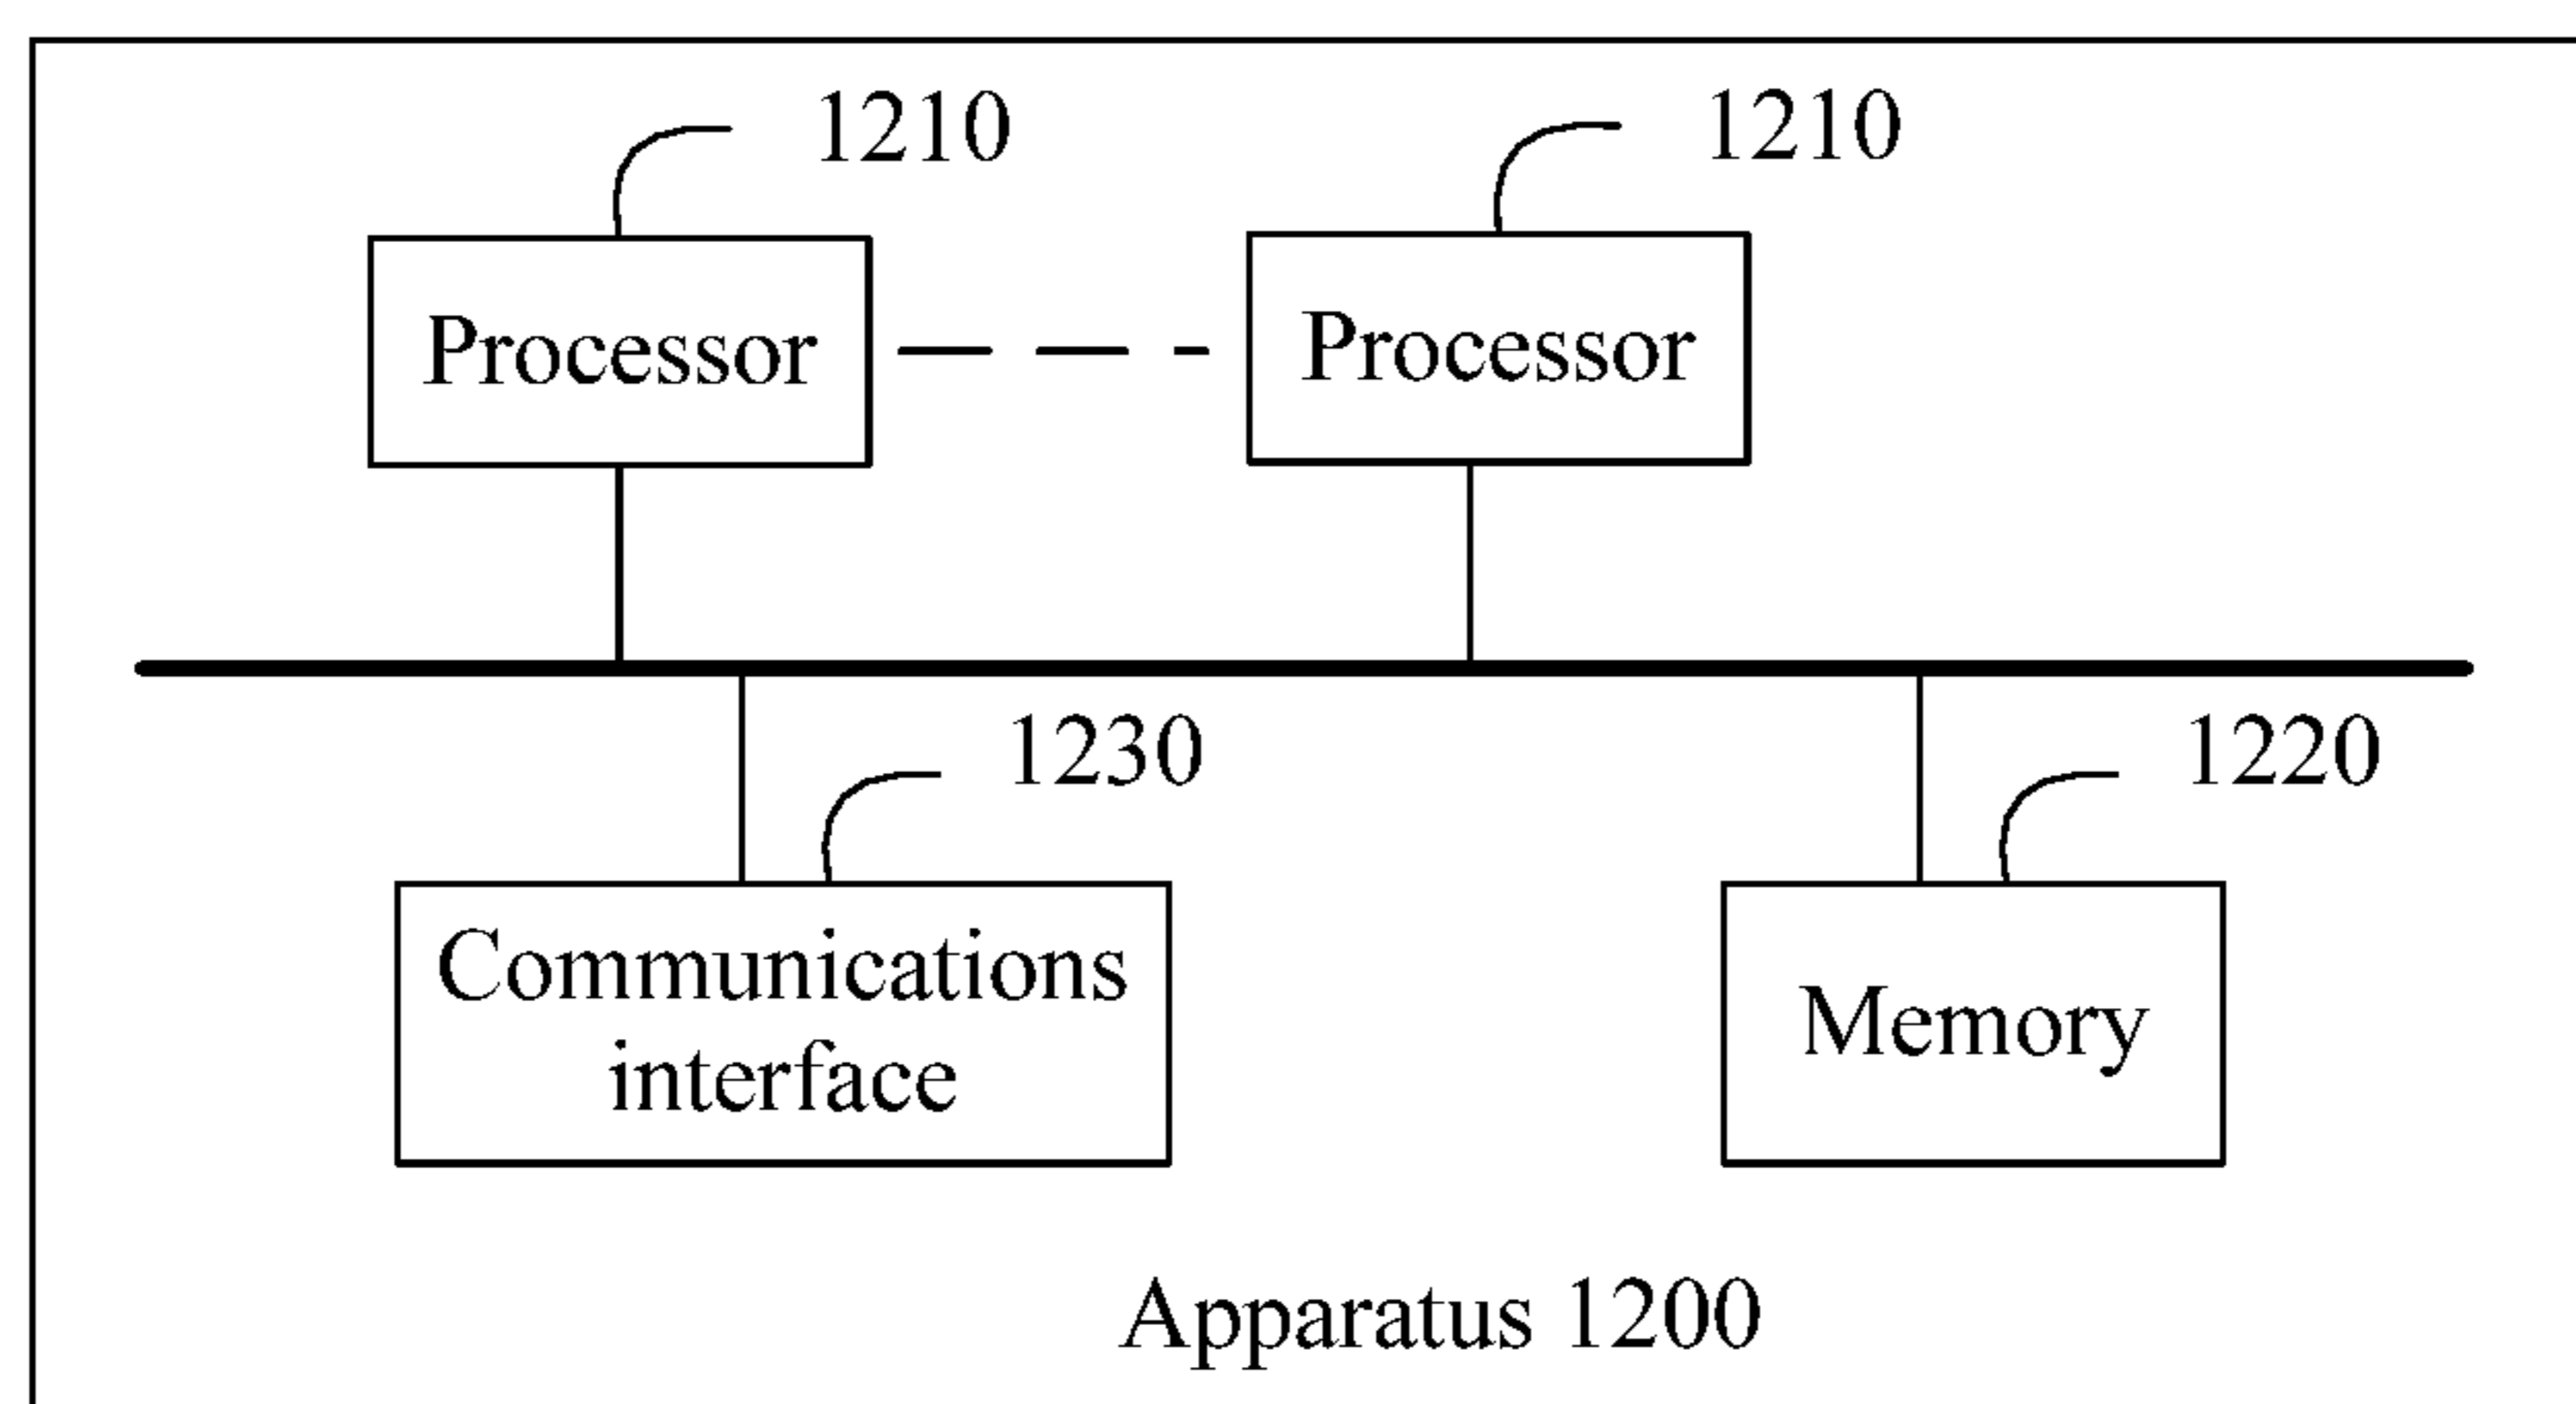 1210
1210
Processor
Processor
1230
1220
Communications
interface
Memory
Apparatus 1200